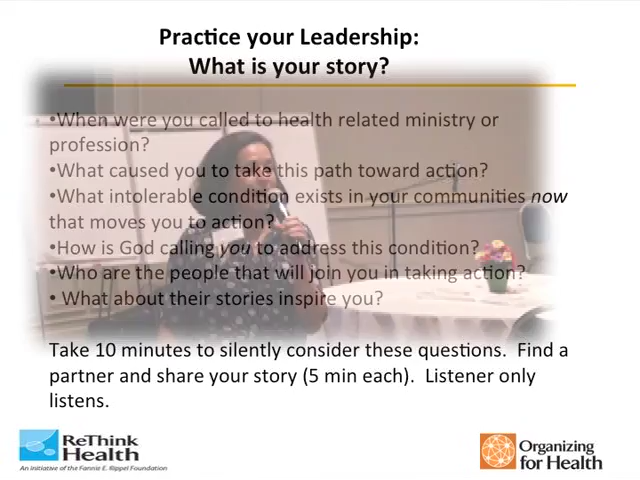 Practice your Leadership:
What is your story?
•When were you called to health related ministry or
profession?
•What caused you to take this path toward action?
•What intolerable condition exists in your communities now
that moves you to action?
•How is God calling you to address this condition?
•Who are the people that will join you in taking action?
• What about their stories inspire you?
Take 10 minutes to silently consider these questions. Find a
partner and share your story (5 min each). Listener only
listens.
ReThink
Health
An Initiative of the Fannie E. Rippel Foundation
Organizing
for Health